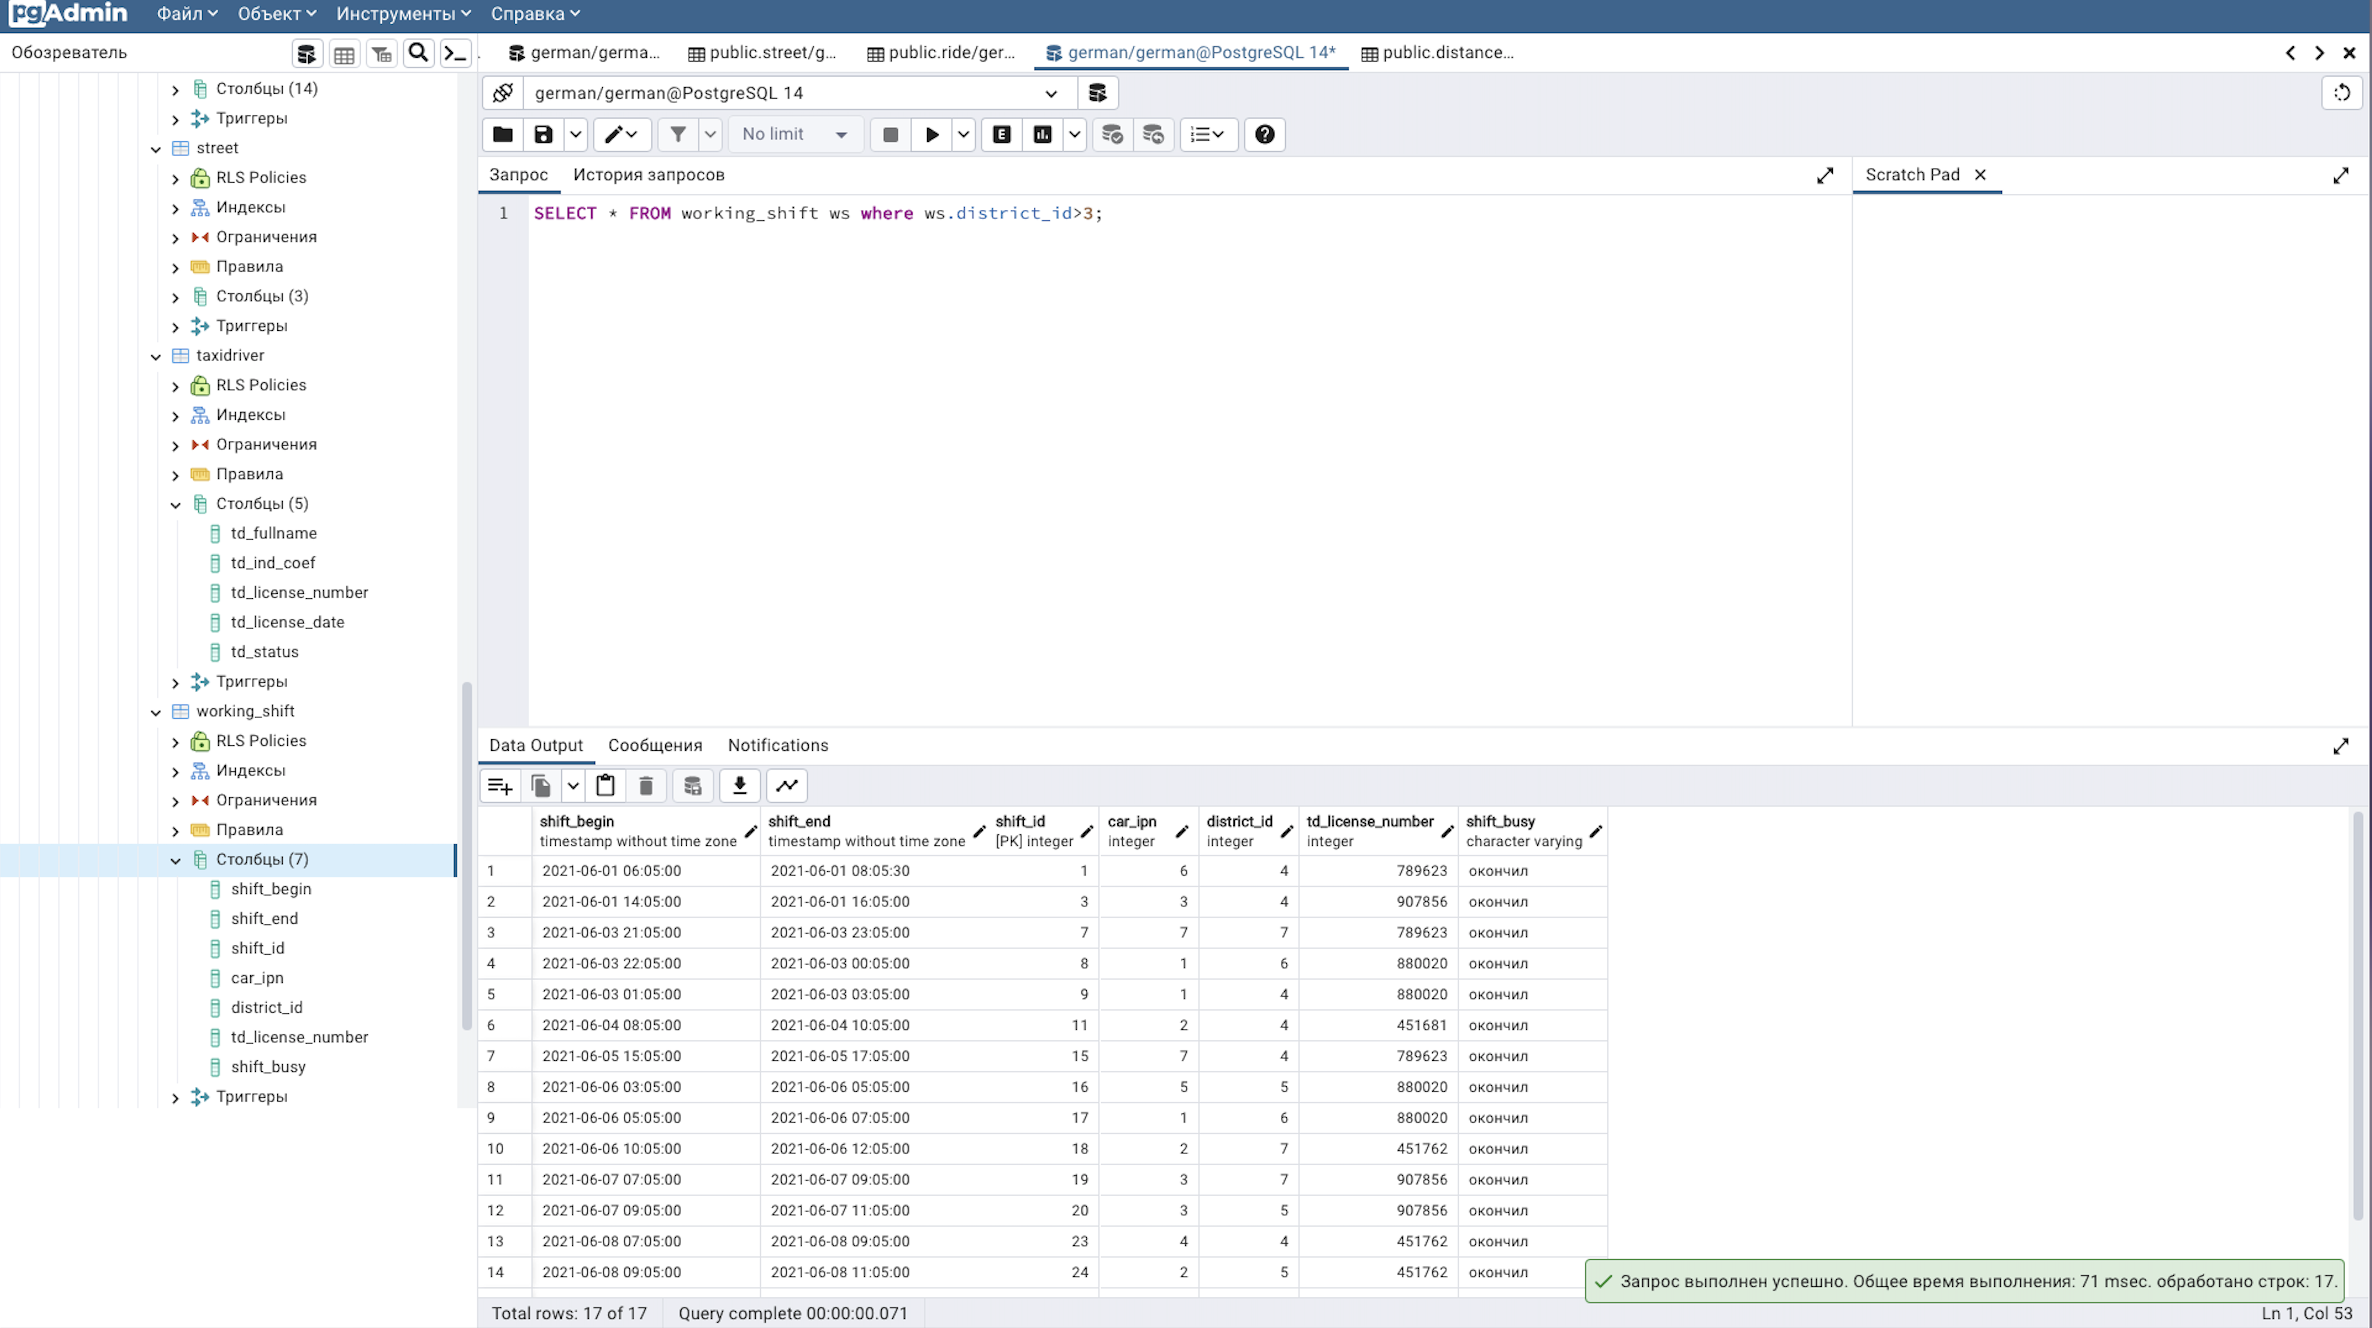 pgAdmin Файл Объект Инструменты Справка
Обозреватель
german/germa... public.street/g... public.ride/ger... german/german@PostgreSQL 14* public.distance...
german/german@PostgreSQL 14
No limit
Запрос История запросов
Scratch Pad
1 SELECT * FROM working_shift ws where ws.district_id>3;
Столбцы (14)
Триггеры
street
RLS Policies
Индексы
Ограничения
Правила
Столбцы (3)
Триггеры
taxidriver
RLS Policies
Индексы
Ограничения
Правила
Столбцы (5)
td_fullname
td_ind_coef
td_license_number
td_license_date
td_status
Триггеры
working_shift
RLS Policies
Индексы
Ограничения
Правила
Столбцы (7)
shift_begin
shift_end
shift_id
car_ipn
district_id
td_license_number
shift_busy
Триггеры
Data Output Сообщения Notifications
shift_begin shift_end shift_id car_ipn district_id td_license_number shift_busy
timestamp without time zone timestamp without time zone [PK] integer integer integer integer character varying
1 2021-06-01 06:05:00 2021-06-01 08:05:30 1 6 4 789623 окончил
2 2021-06-01 14:05:00 2021-06-01 16:05:00 3 3 4 907856 окончил
3 2021-06-03 21:05:00 2021-06-03 23:05:00 7 7 7 789623 окончил
4 2021-06-03 22:05:00 2021-06-03 00:05:00 8 1 6 880020 окончил
5 2021-06-03 01:05:00 2021-06-03 03:05:00 9 1 4 880020 окончил
6 2021-06-04 08:05:00 2021-06-04 10:05:00 11 2 4 451681 окончил
7 2021-06-05 15:05:00 2021-06-05 17:05:00 15 7 4 789623 окончил
8 2021-06-06 03:05:00 2021-06-06 05:05:00 16 5 5 880020 окончил
9 2021-06-06 05:05:00 2021-06-06 07:05:00 17 1 6 880020 окончил
10 2021-06-06 10:05:00 2021-06-06 12:05:00 18 2 7 451762 окончил
11 2021-06-07 07:05:00 2021-06-07 09:05:00 19 3 7 907856 окончил
12 2021-06-07 09:05:00 2021-06-07 11:05:00 20 3 5 907856 окончил
13 2021-06-08 07:05:00 2021-06-08 09:05:00 23 4 4 451762 окончил
14 2021-06-08 09:05:00 2021-06-08 11:05:00 24 2 5 451762 окончил
Запрос выполнен успешно. Общее время выполнения: 71 msec. обработано строк: 17.
Total rows: 17 of 17 Query complete 00:00:00.071 Ln 1, Col 53